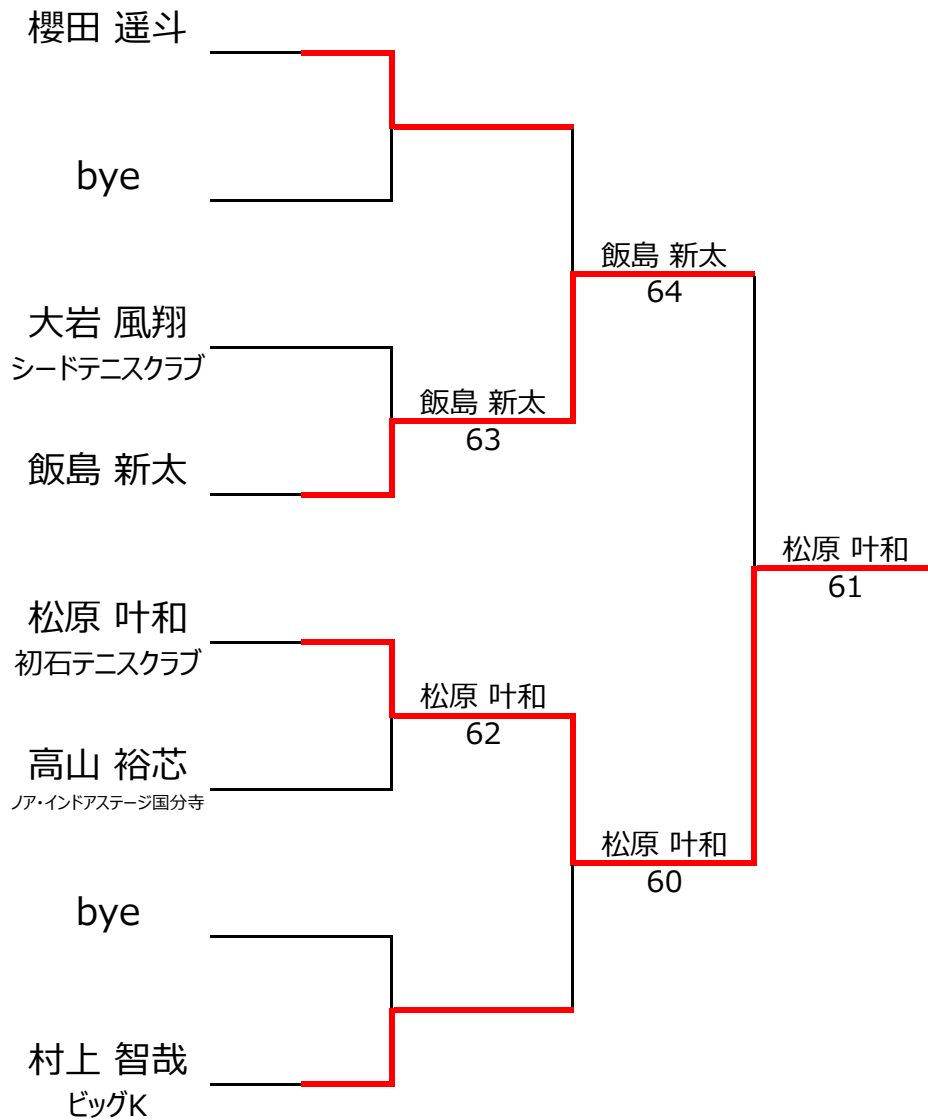 櫻田 遥斗
bye
大岩 風翔
シードテニスクラブ
飯島 新太
松原 叶和
初石テニスクラブ
高山 裕芯
ノア・インドアステージ国分寺
bye
村上 智哉
ビッグK
飯島 新太
63
松原 叶和
62
飯島 新太
64
松原 叶和
60
松原 叶和
61